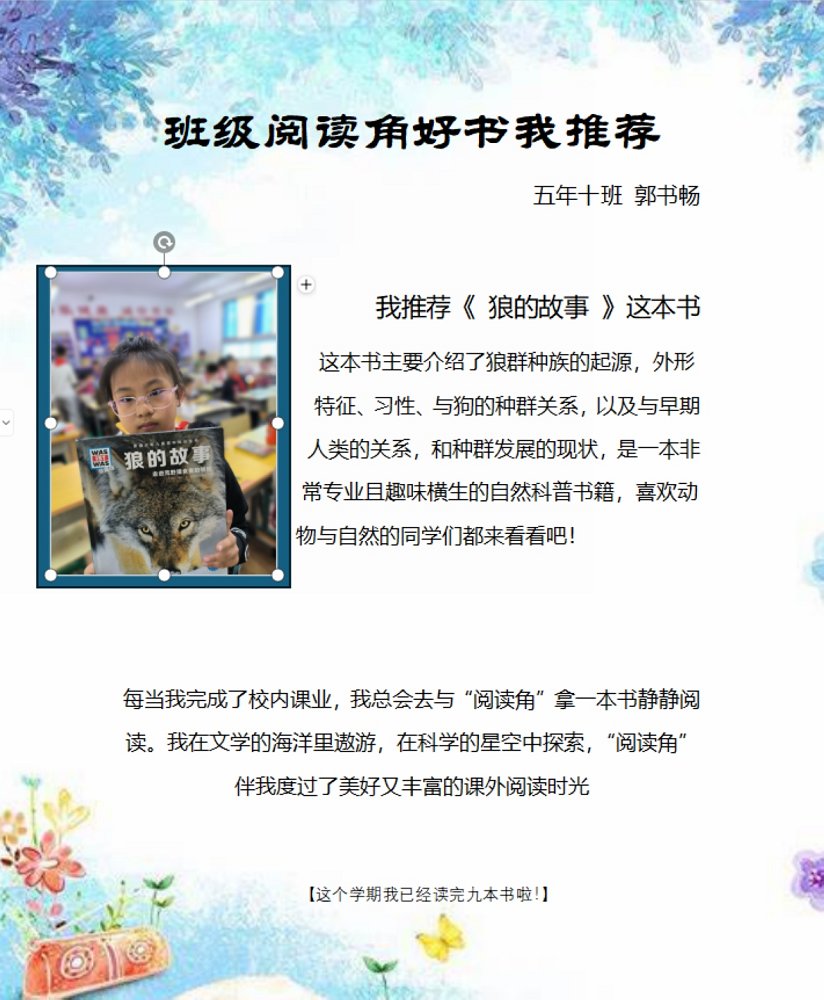 班级阅读角好书我推荐
五年十班 郭书畅
我推荐《 狼的故事 》这本书
这本书主要介绍了狼群种族的起源，外形
特征、习性、与狗的种群关系，以及与早期
人类的关系，和种群发展的现状，是一本非
常专业且趣味横生的自然科普书籍，喜欢动
物与自然的同学们都来看看吧！
WAS
IST
WAS
狼的故事
每当我完成了校内课业，我总会去与“阅读角”拿一本书静静阅
读。我在文学的海洋里遨游，在科学的星空中探索，“阅读角”
伴我度过了美好又丰富的课外阅读时光
【这个学期我已经读完九本书啦！】